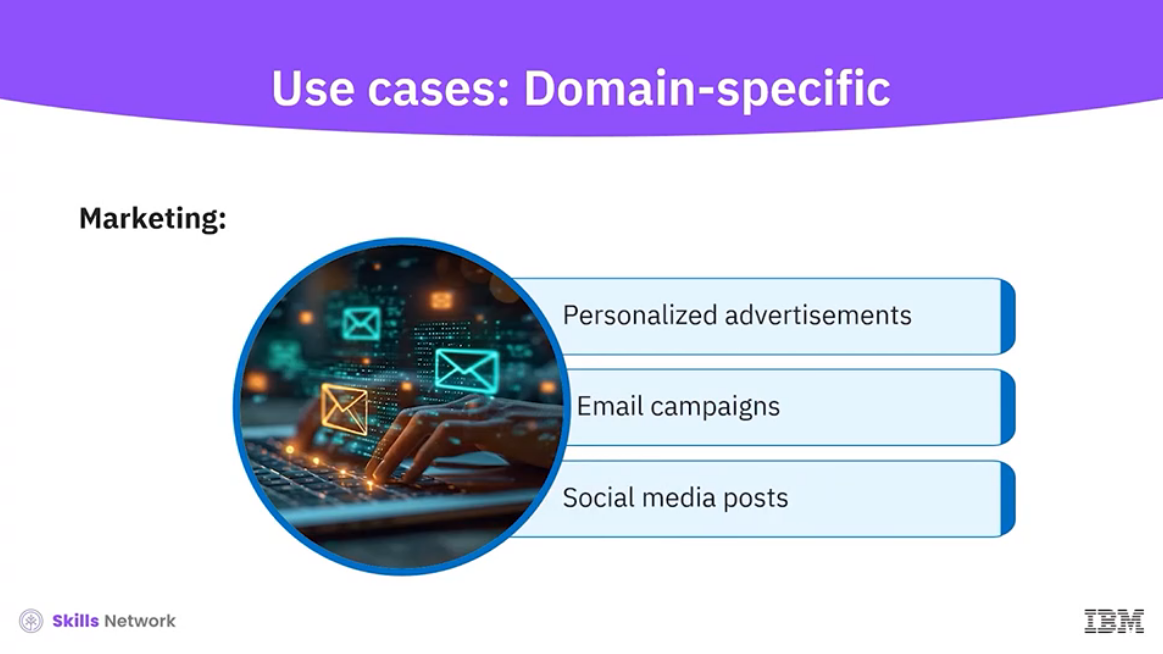 Use cases: Domain-specific
Marketing:
Personalized advertisements
Email campaigns
Social media posts
Skills Network
IBM